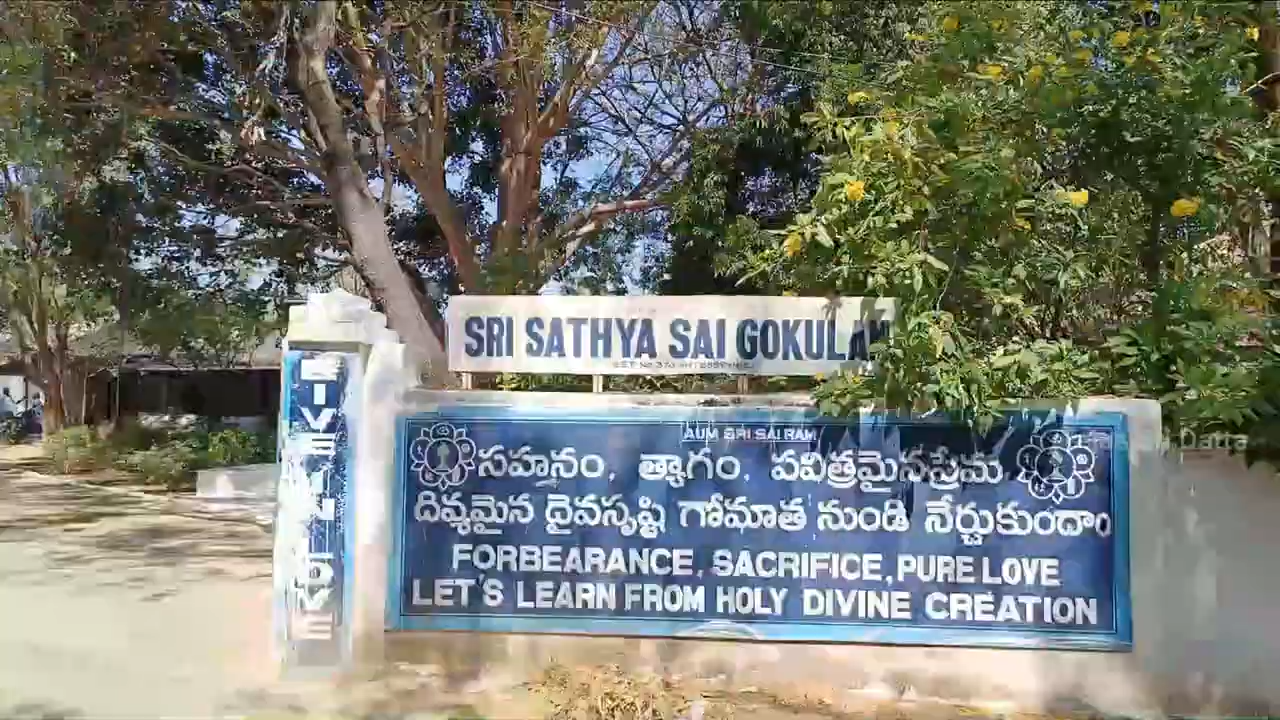 SRI SATHYA SAI GOKULAM
AUM SRI SAI RAM
సహనం, త్యాగం, పవిత్రమైనప్రేమ
దివ్యమైన దైవసృష్టి గోమాత నుండి నేర్చుకుందాం
FORBEARANCE, SACRIFICE, PURE LOVE
LET'S LEARN FROM HOLY DIVINE CREATION
LOVE
Datta